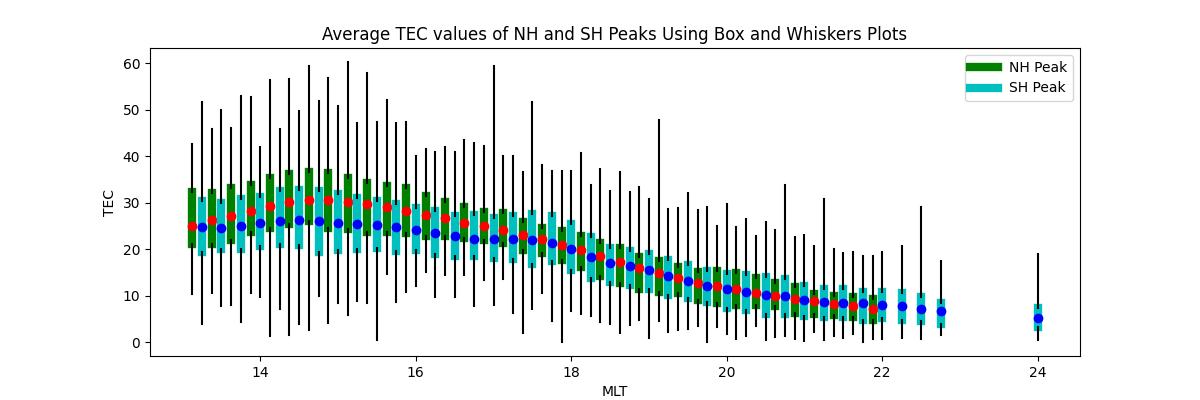 Average TEC values of NH and SH Peaks Using Box and Whiskers Plots
NH Peak
SH Peak
TEC
60
50
40
30
20
10
0
14 16 18 20 22 24
MLT